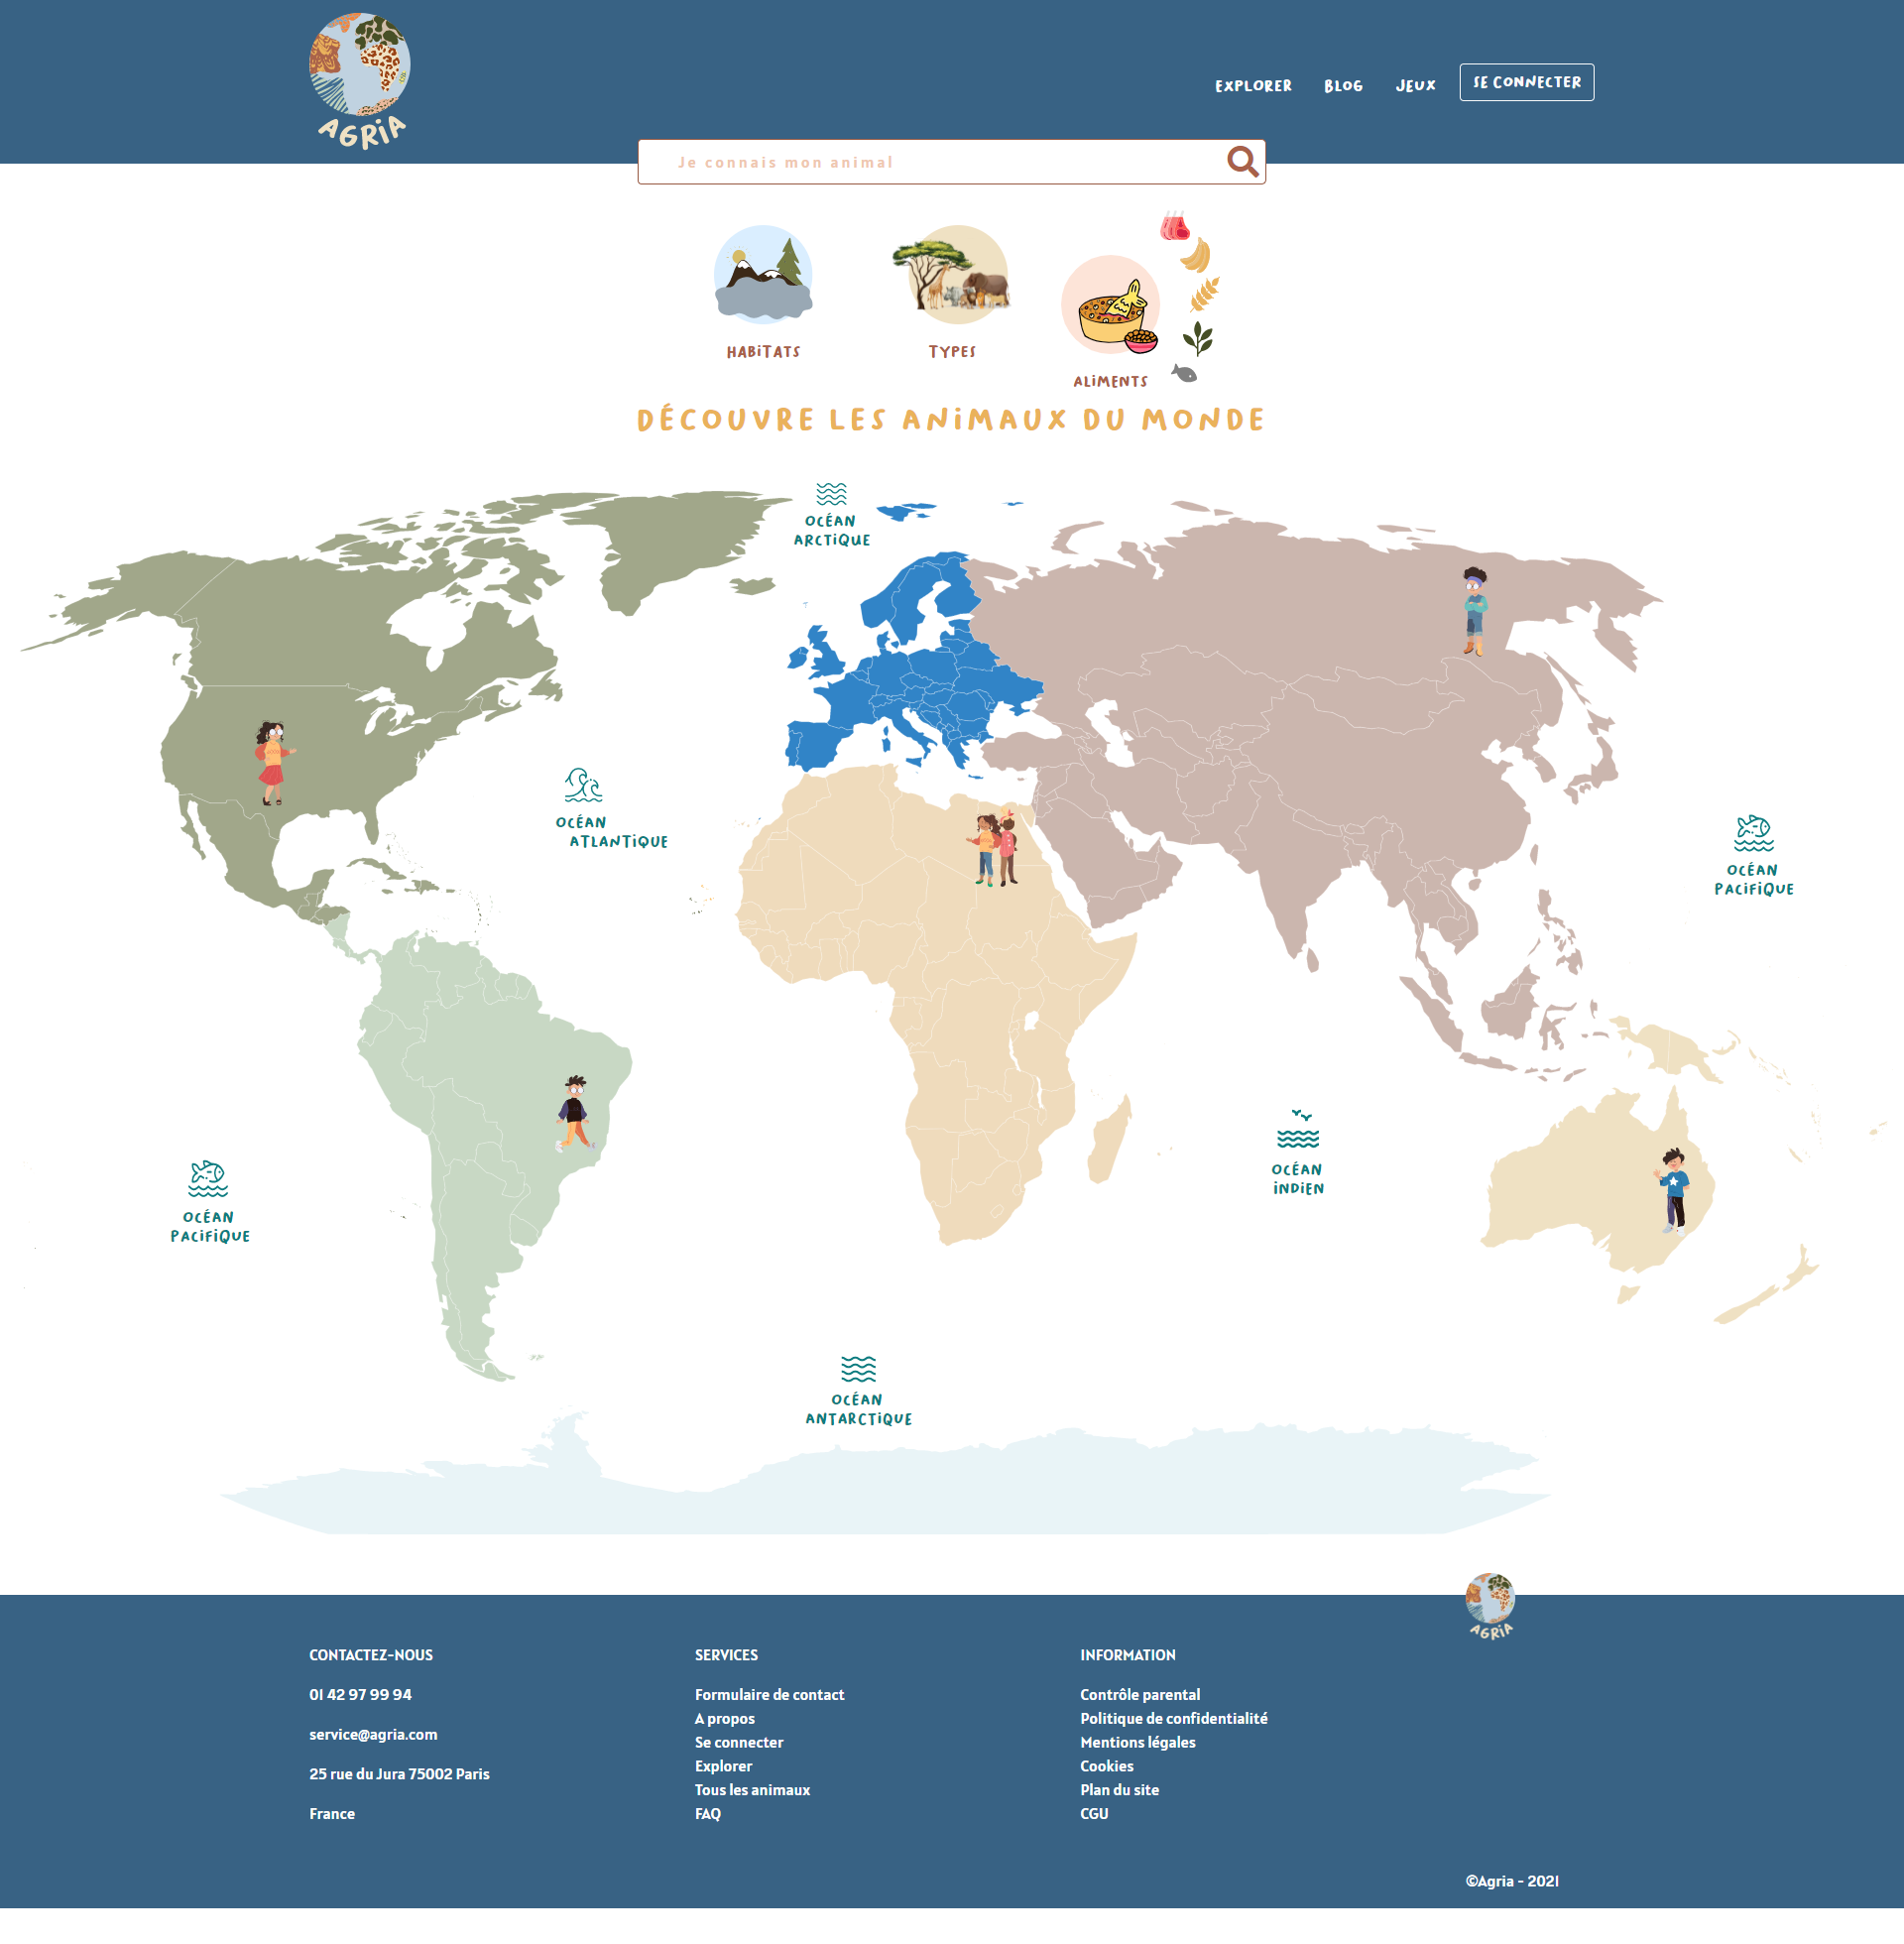 AGRiA
EXPLORER
BLOG
JEUX
SE CONNECTER
Je connais mon animal
HABiTATS
TYPES
ALiMENTS
DÉCOUVRE LES ANiMAUX DU MONDE
OCÉAN
ARCTiQUE
OCÉAN
ATLANTiQUE
OCÉAN
PACiFiQUE
OCÉAN
iNDiEN
OCÉAN
PACiFiQUE
OCÉAN
ANTARCTiQUE
AGRiA
CONTACTEZ-NOUS
01 42 97 99 94
service@agria.com
25 rue du Jura 75002 Paris
France
SERVICES
Formulaire de contact
A propos
Se connecter
Explorer
Tous les animaux
FAQ
INFORMATION
Contrôle parental
Politique de confidentialité
Mentions légales
Cookies
Plan du site
CGU
©Agria - 2021